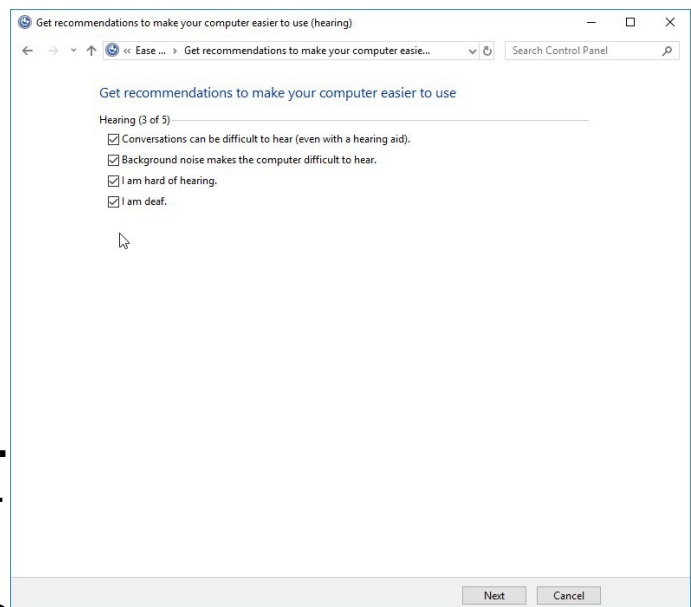 Get recommendations to make your computer easier to use (hearing)
« Ease ... › Get recommendations to make your computer easie...
Search Control Panel
Get recommendations to make your computer easier to use
Hearing (3 of 5)
Conversations can be difficult to hear (even with a hearing aid).
Background noise makes the computer difficult to hear.
I am hard of hearing.
I am deaf.
Next
Cancel